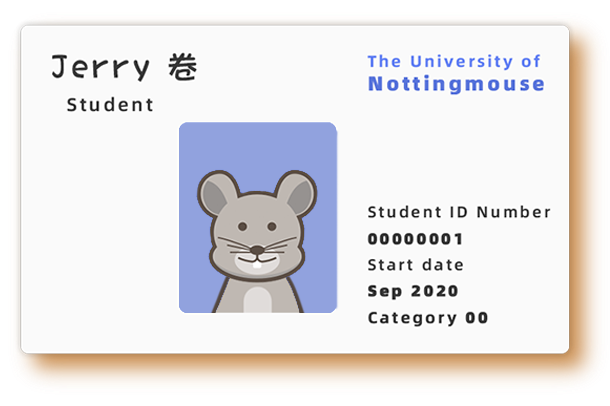 Jerry 卷
Student
The University of
Nottingmouse
Student ID Number
00000001
Start date
Sep 2020
Category 00